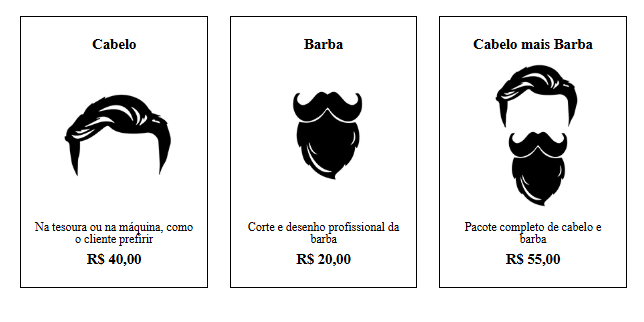 Cabelo
Na tesoura ou na máquina, como
o cliente prefirir
R$ 40,00
Barba
Corte e desenho profissional da
barba
R$ 20,00
Cabelo mais Barba
Pacote completo de cabelo e
barba
R$ 55,00